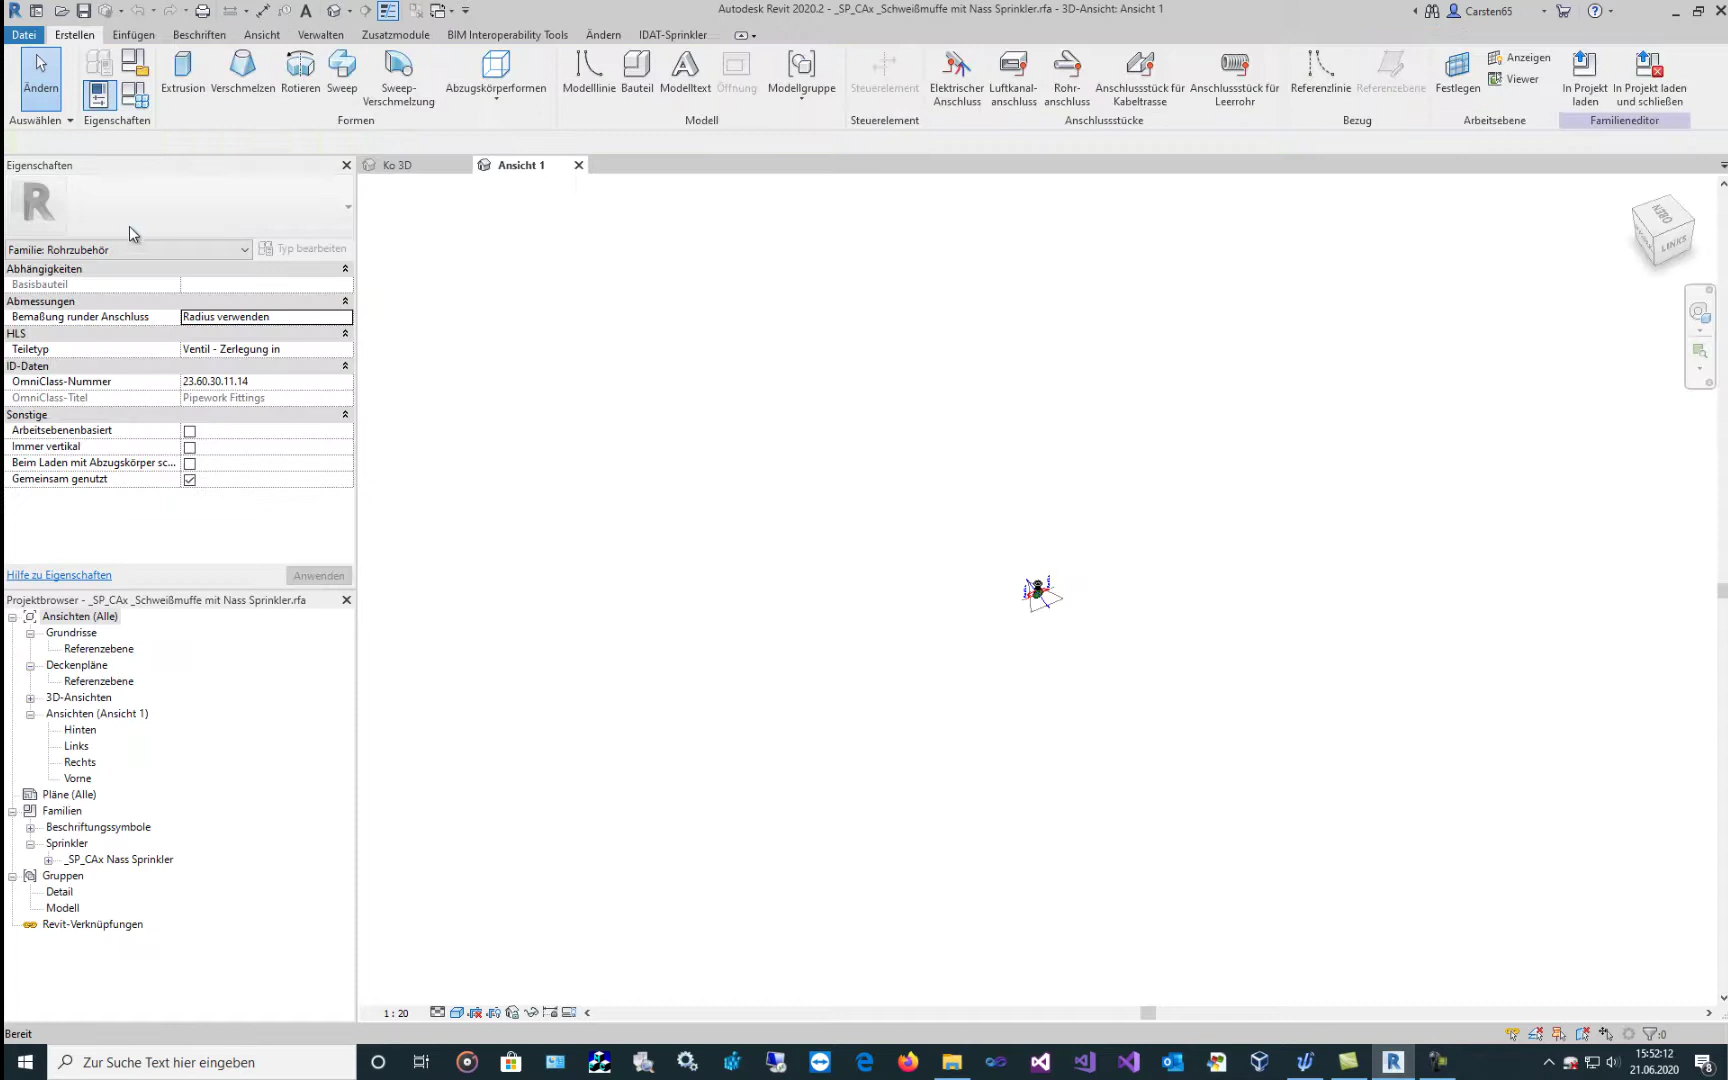 Autodesk Revit 2020.2 - _SP_CAx _Schweißmuffe mit Nass Sprinkler.rfa - 3D-Ansicht: Ansicht 1
Carsten65
Datei Erstellen Einfügen Beschriften Ansicht Verwalten Zusatzmodule BIM Interoperability Tools Ändern IDAT-Sprinkler
Ändern
Extrusion Verschmelzen Rotieren Sweep Sweep-Verschmelzung
Abzugskörperformen
Modelllinie Bauteil Modelltext Öffnung Modellgruppe
Steuerelement
Elektrischer Anschluss
Luftkanal-anschluss
Rohr-anschluss
Anschlussstück für Kabeltrasse
Anschlussstück für Leerrohr
Referenzlinie Referenzebene
Festlegen
Anzeigen
Viewer
In Projekt laden
In Projekt laden und schließen
Auswählen Eigenschaften Formen Modell Steuerelement Anschlussstücke Bezug Arbeitsebene Familieneditor
Eigenschaften
Ko 3D
Ansicht 1
R
Familie: Rohrzubehör
Typ bearbeiten
Abhängigkeiten
Basisbauteil
Abmessungen
Bemaßung runder Anschluss Radius verwenden
HLS
Teiletyp Ventil - Zerlegung in
ID-Daten
OmniClass-Nummer 23.60.30.11.14
OmniClass-Titel Pipework Fittings
Sonstige
Arbeitsebenenbasiert
Immer vertikal
Beim Laden mit Abzugskörper sc...
Gemeinsam genutzt
Hilfe zu Eigenschaften
Anwenden
OBEN
LINKS
Projektbrowser - _SP_CAx _Schweißmuffe mit Nass Sprinkler.rfa
Ansichten (Alle)
Grundrisse
Referenzebene
Deckenpläne
Referenzebene
3D-Ansichten
Ansichten (Ansicht 1)
Hinten
Links
Rechts
Vorne
Pläne (Alle)
Familien
Beschriftungssymbole
Sprinkler
_SP_CAx Nass Sprinkler
Gruppen
Detail
Modell
Revit-Verknüpfungen
1 : 20
Bereit
:0
Zur Suche Text hier eingeben
15:52:12
21.06.2020
8